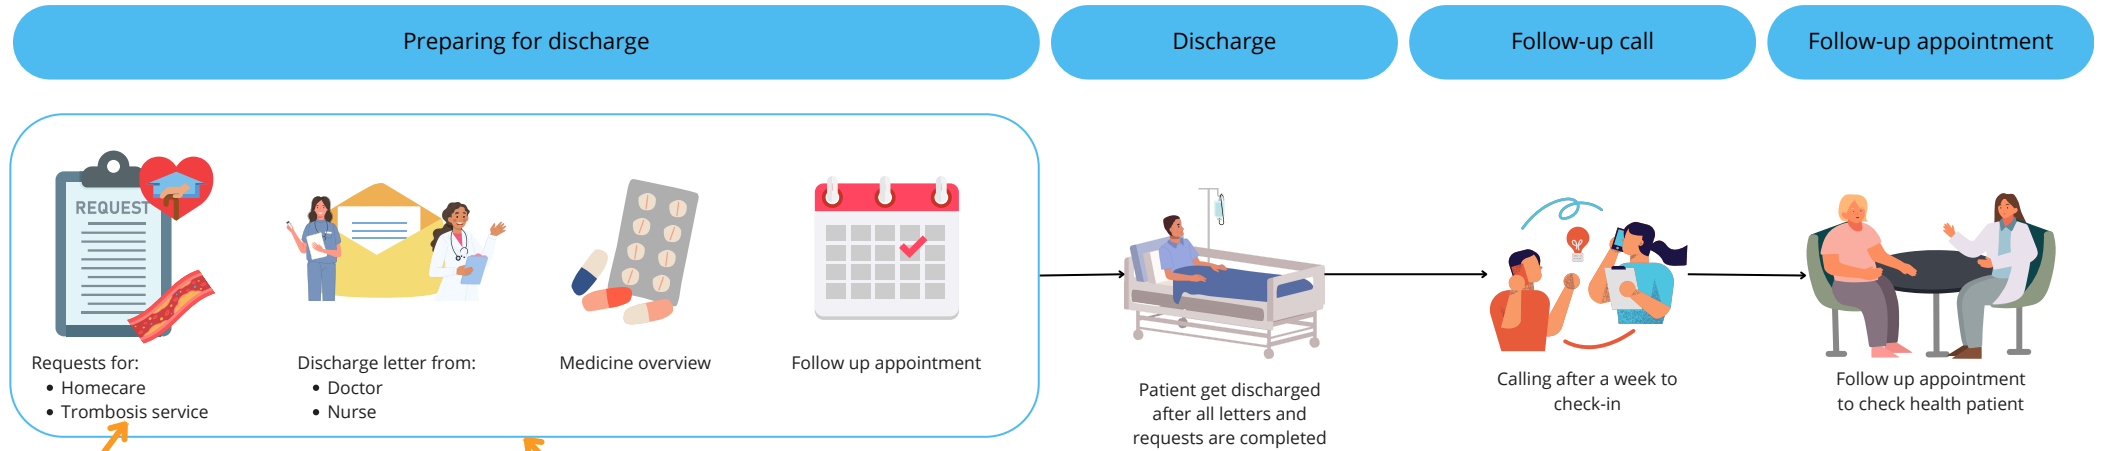 Preparing for discharge
Discharge
Follow-up call
Follow-up appointment
REQUEST
Requests for:
• Homecare
• Trombosis service
Discharge letter from:
• Doctor
• Nurse
Medicine overview
Follow up appointment
Patient get discharged
after all letters and
requests are completed
Calling after a week to
check-in
Follow up appointment
to check health patient